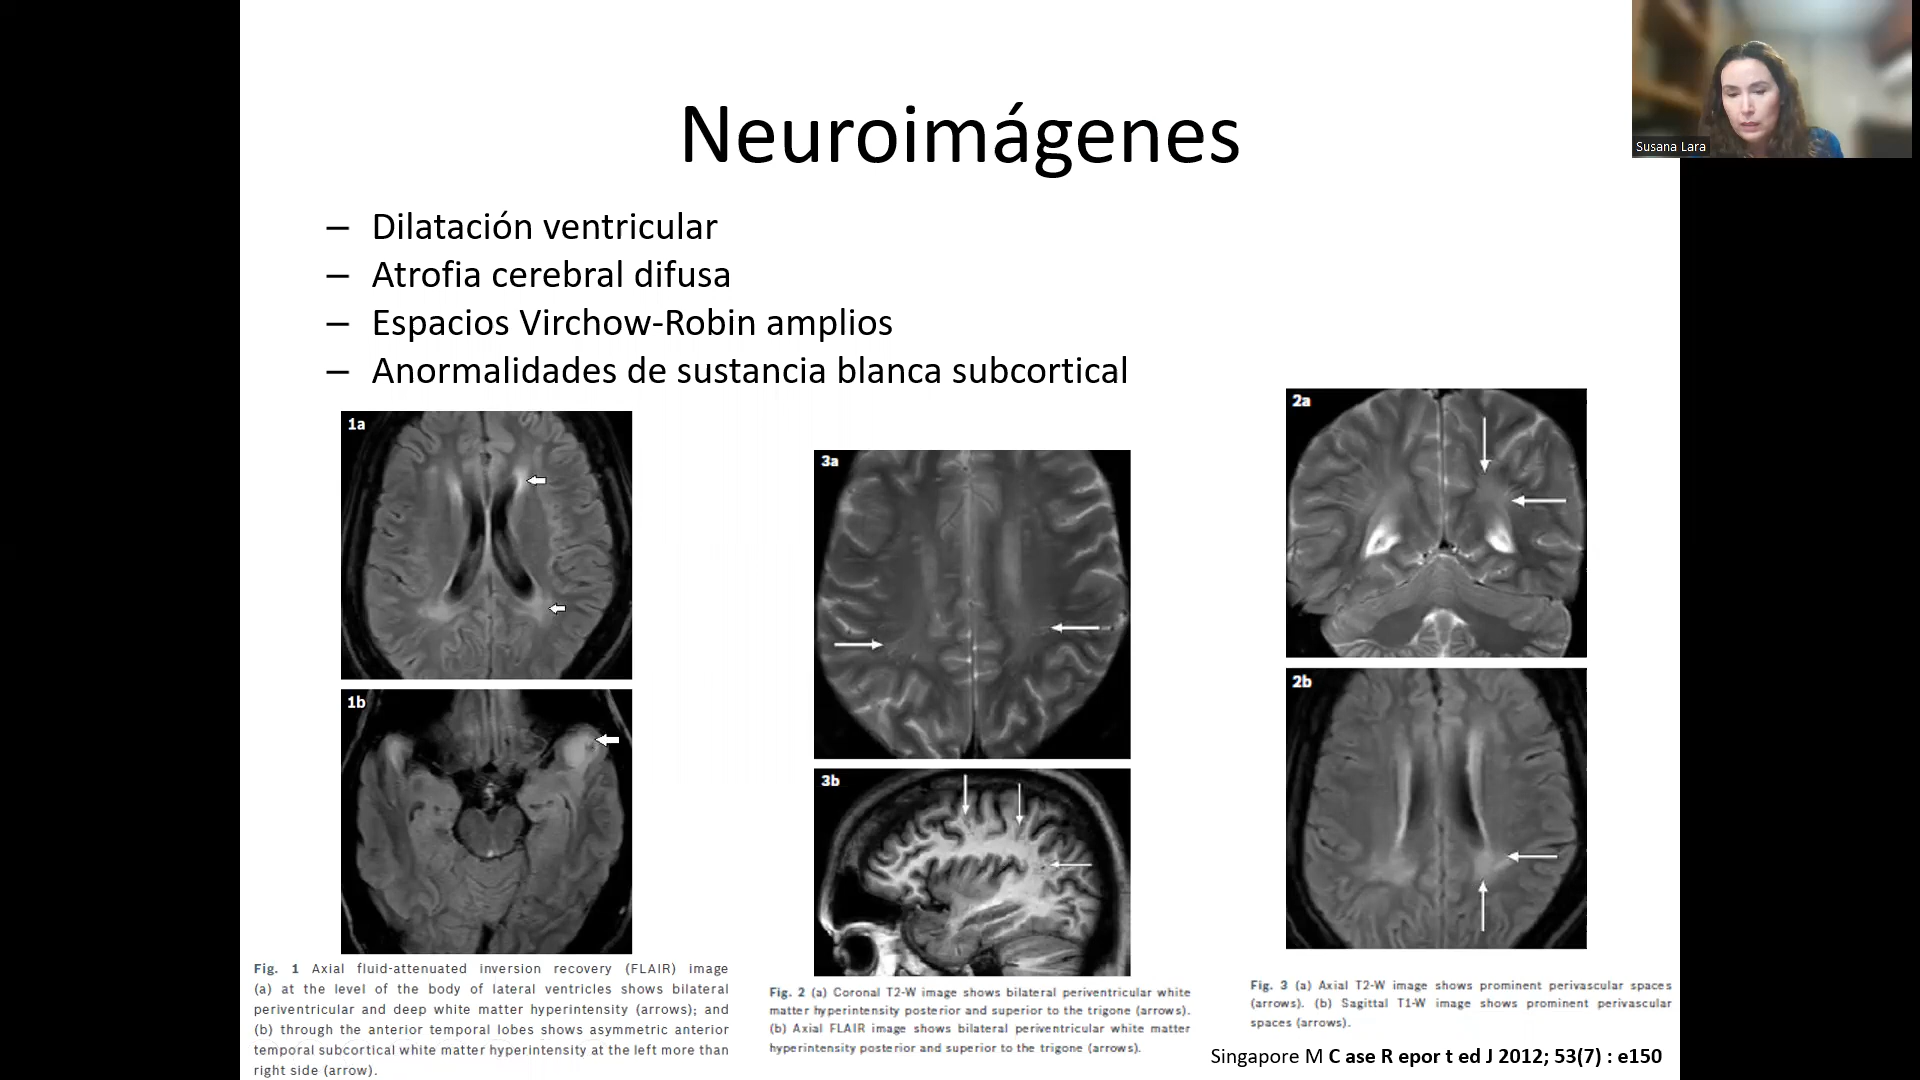 Neuroimágenes
Susana Lara
– Dilatación ventricular
– Atrofia cerebral difusa
– Espacios Virchow-Robin amplios
– Anormalidades de sustancia blanca subcortical
1a
1b
3a
3b
2a
2b
Fig. 1 Axial fluid-attenuated inversion recovery (FLAIR) image
(a) at the level of the body of lateral ventricles shows bilateral
periventricular and deep white matter hyperintensity (arrows); and
(b) through the anterior temporal lobes shows asymmetric anterior
temporal subcortical white matter hyperintensity at the left more than
right side (arrow).
Fig. 2 (a) Coronal T2-W image shows bilateral periventricular white
matter hyperintensity posterior and superior to the trigone (arrows).
(b) Axial FLAIR image shows bilateral periventricular white matter
hyperintensity posterior and superior to the trigone (arrows).
Fig. 3 (a) Axial T2-W image shows prominent perivascular spaces
(arrows). (b) Sagittal T1-W image shows prominent perivascular
spaces (arrows).
Singapore M C ase R epor t ed J 2012; 53(7) : e150